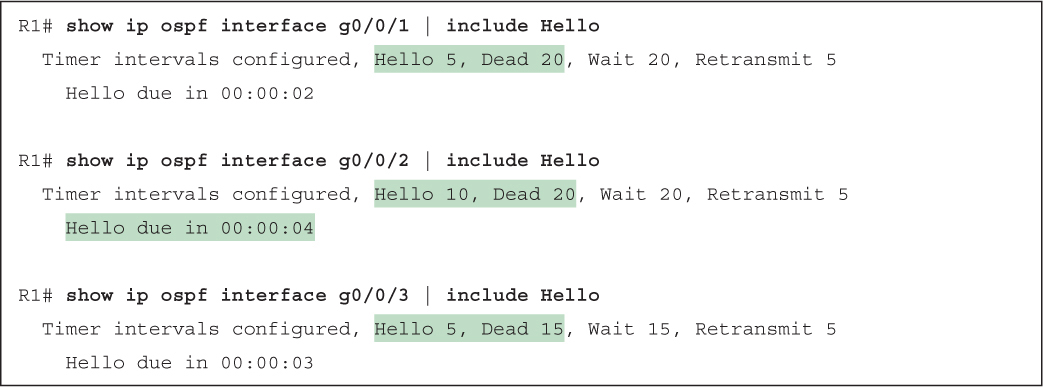 R1# show ip ospf interface g0/0/1 | include Hello
Timer intervals configured, Hello 5, Dead 20, Wait 20, Retransmit 5
Hello due in 00:00:02
R1# show ip ospf interface g0/0/2 | include Hello
Timer intervals configured, Hello 10, Dead 20, Wait 20, Retransmit 5
Hello due in 00:00:04
R1# show ip ospf interface g0/0/3 | include Hello
Timer intervals configured, Hello 5, Dead 15, Wait 15, Retransmit 5
Hello due in 00:00:03